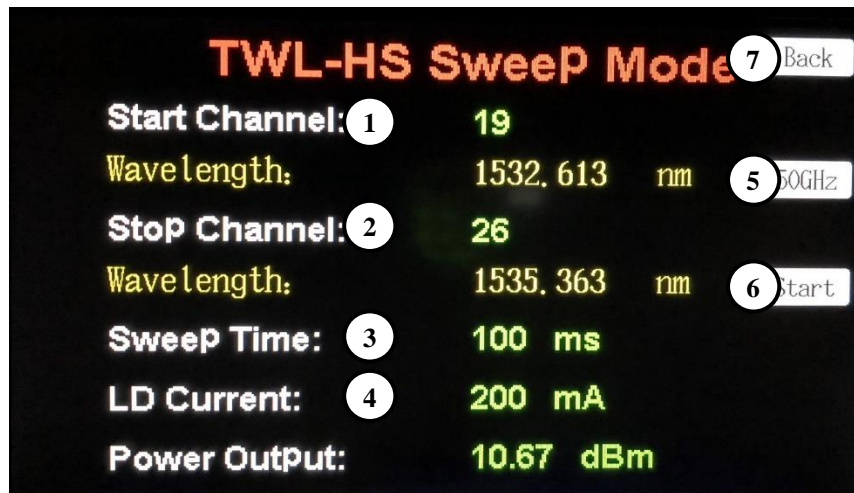 TWL-HS Sweep Mode
7 Back
Start Channel: 1 19
Wavelength: 1532.613 nm
5 50GHz
Stop Channel: 2 26
Wavelength: 1535.363 nm
6 Start
Sweep Time: 3 100 ms
LD Current: 4 200 mA
Power Output: 10.67 dBm